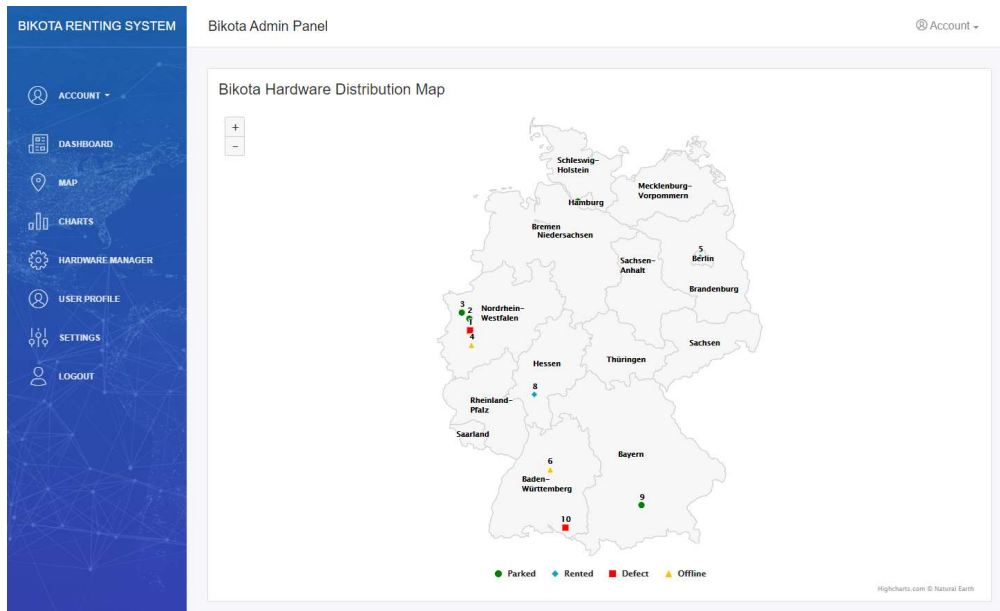 BIKOTA RENTING SYSTEM
Bikota Admin Panel
Account
ACCOUNT
DASHBOARD
MAP
CHARTS
HARDWARE MANAGER
USER PROFILE
SETTINGS
LOGOUT
Bikota Hardware Distribution Map
+
−
Schleswig-
Holstein
Mecklenburg-
Vorpommern
Hamburg
Bremen
Niedersachsen
5
Berlin
Sachsen-
Anhalt
Brandenburg
3
2
Nordrhein-
Westfalen
1
4
Sachsen
Thüringen
Hessen
8
Rheinland-
Pfalz
Saarland
Bayern
6
Baden-
Württemberg
9
10
Parked Rented Defect Offline
Highcharts.com © Natural Earth